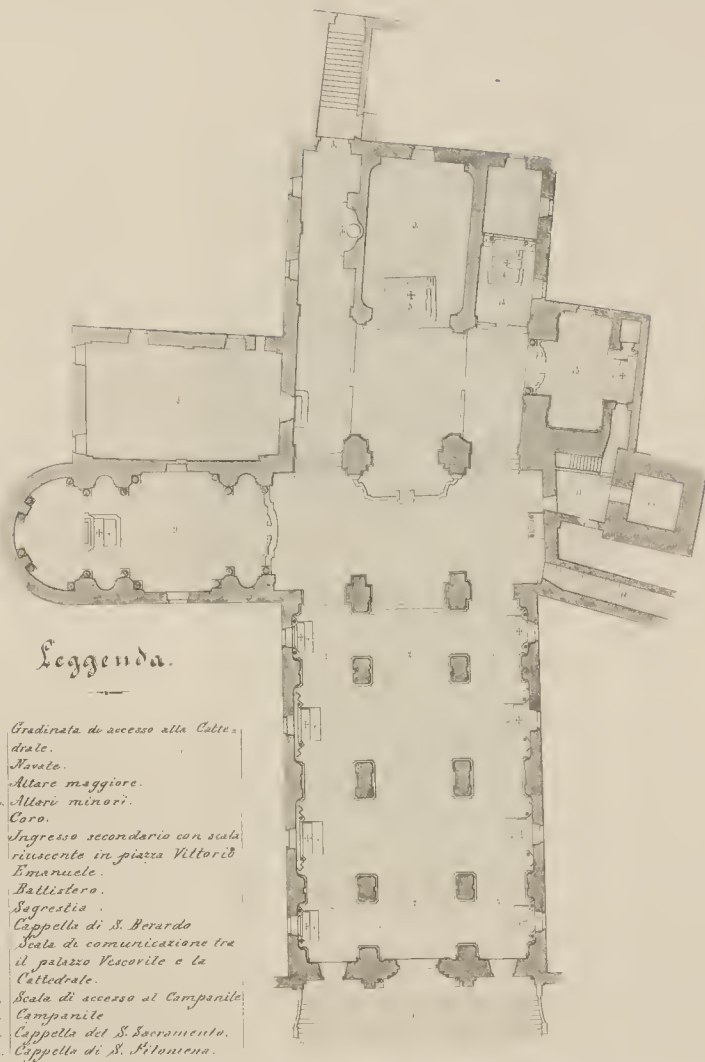 Leggenda.
Gradinata di accesso alla Catte=
drale.
Navate.
Altare maggiore.
Altari minori.
Coro.
Ingresso secondario con scala
riuscente in piazza Vittorio
Emanuele.
Battistero.
Sagrestia.
Cappella di S. Berardo
Scala di comunicazione tra
il palazzo Vescovile e la
Cattedrale.
Scala di accesso al Campanile
Campanile
Cappella del S. Sacramento.
Cappella di S. Filomena.